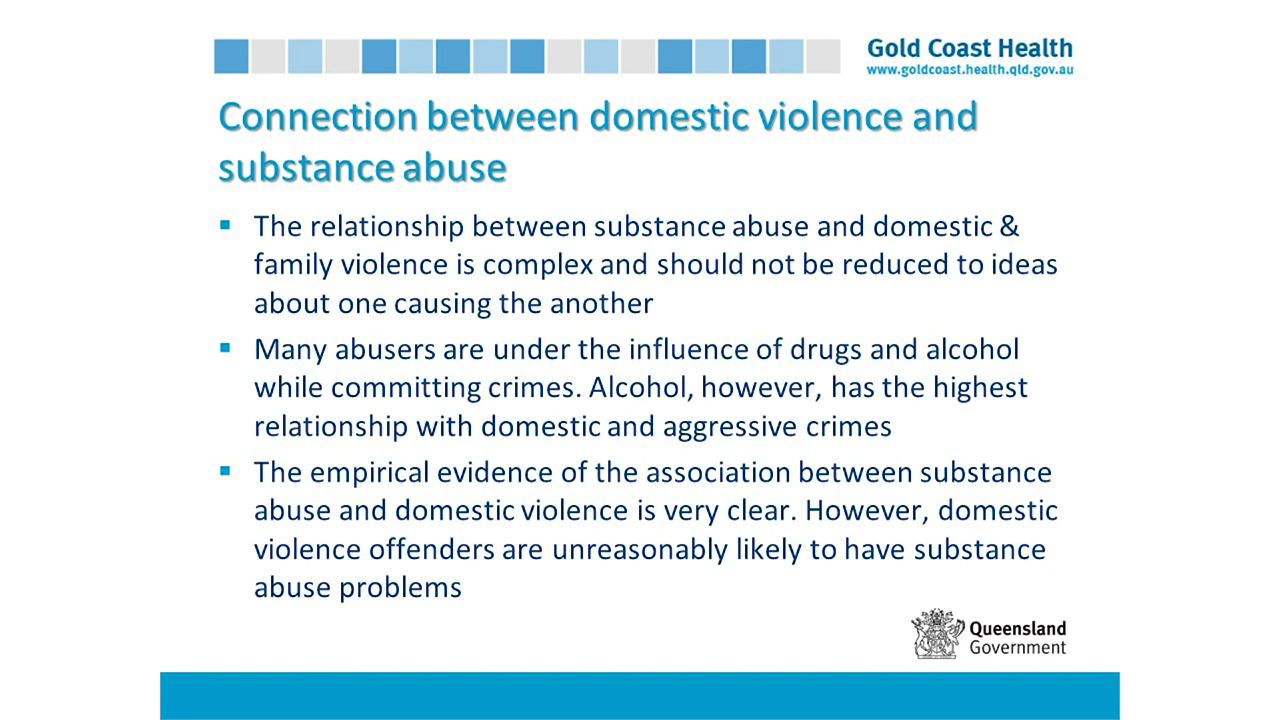 Gold Coast Health
www.goldcoast.health.qld.gov.au
Connection between domestic violence and
substance abuse
▪ The relationship between substance abuse and domestic &
family violence is complex and should not be reduced to ideas
about one causing the another
▪ Many abusers are under the influence of drugs and alcohol
while committing crimes. Alcohol, however, has the highest
relationship with domestic and aggressive crimes
▪ The empirical evidence of the association between substance
abuse and domestic violence is very clear. However, domestic
violence offenders are unreasonably likely to have substance
abuse problems
Queensland
Government